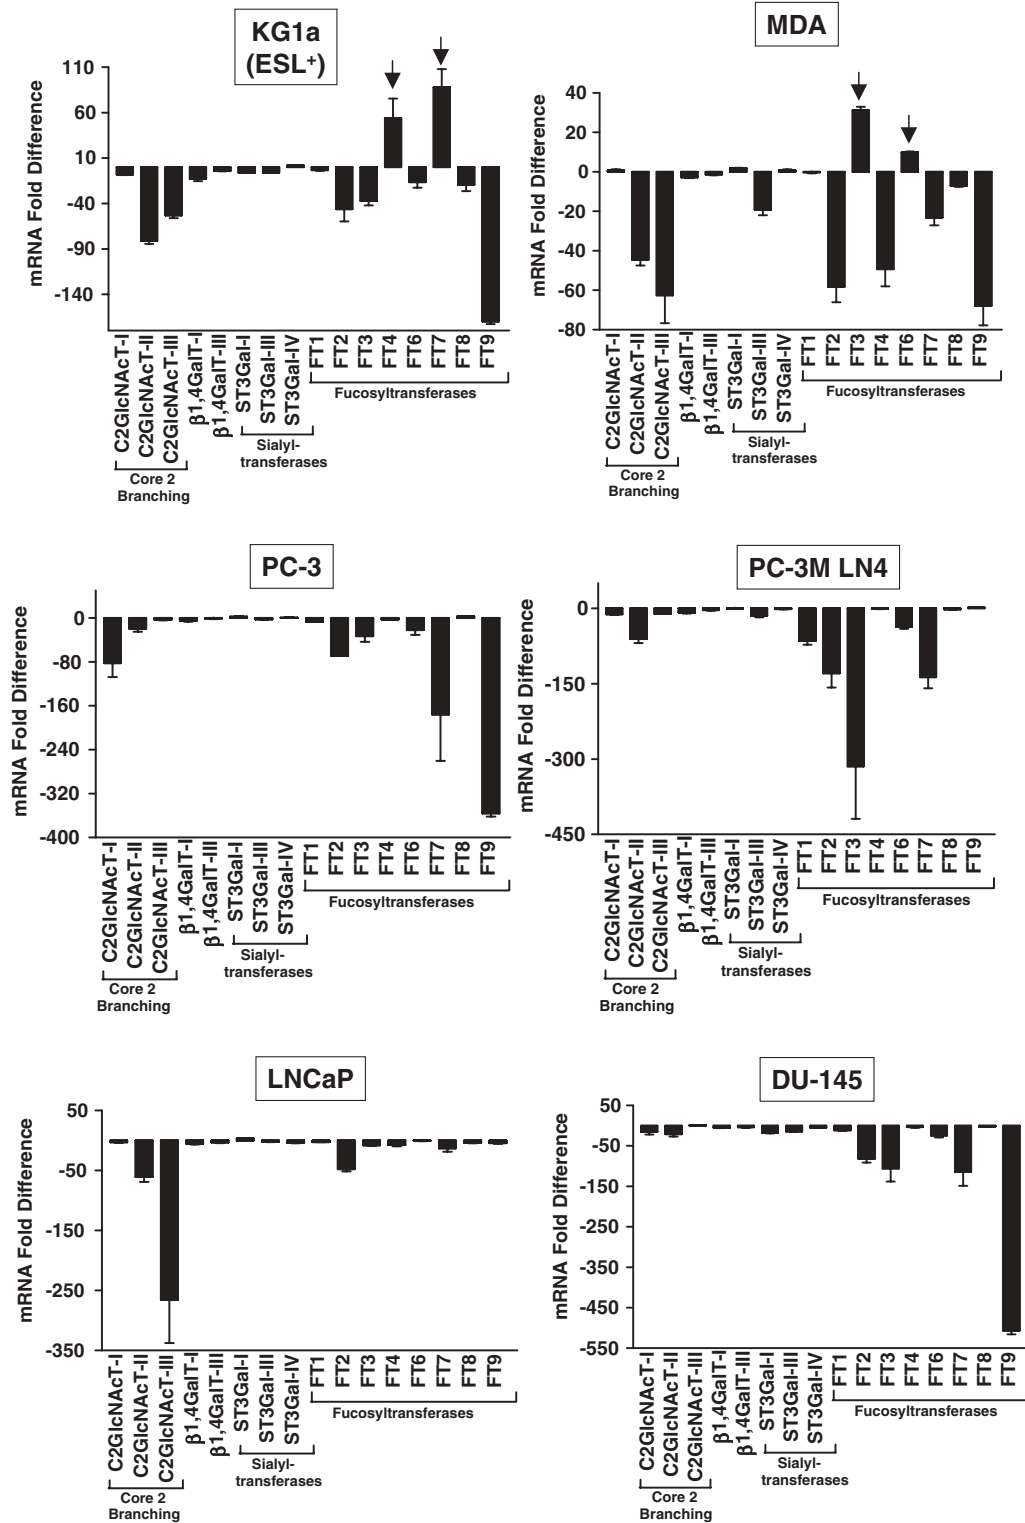 KG1a
(ESL+)
mRNA Fold Difference
110
60
10
-40
-90
-140
C2GlcNAcT-I
C2GlcNAcT-II
C2GlcNAcT-III
β1,4GalT-I
β1,4GalT-III
ST3Gal-I
ST3Gal-III
ST3Gal-IV
FT1
FT2
FT3
FT4
FT6
FT7
FT8
FT9
Fucosyltransferases
Sialyl-
transferases
Core 2
Branching
MDA
mRNA Fold Difference
40
20
0
-20
-40
-60
-80
C2GlcNAcT-I
C2GlcNAcT-II
C2GlcNAcT-III
β1,4GalT-I
β1,4GalT-III
ST3Gal-I
ST3Gal-III
ST3Gal-IV
FT1
FT2
FT3
FT4
FT6
FT7
FT8
FT9
Fucosyltransferases
Sialyl-
transferases
Core 2
Branching
PC-3
mRNA Fold Difference
0
-80
-160
-240
-320
-400
C2GlcNAcT-I
C2GlcNAcT-II
C2GlcNAcT-III
β1,4GalT-I
β1,4GalT-III
ST3Gal-I
ST3Gal-III
ST3Gal-IV
FT1
FT2
FT3
FT4
FT6
FT7
FT8
FT9
Fucosyltransferases
Sialyl-
transferases
Core 2
Branching
PC-3M LN4
mRNA Fold Difference
0
-150
-300
-450
C2GlcNAcT-I
C2GlcNAcT-II
C2GlcNAcT-III
β1,4GalT-I
β1,4GalT-III
ST3Gal-I
ST3Gal-III
ST3Gal-IV
FT1
FT2
FT3
FT4
FT6
FT7
FT8
FT9
Fucosyltransferases
Sialyl-
transferases
Core 2
Branching
LNCaP
mRNA Fold Difference
50
-50
-150
-250
-350
C2GlcNAcT-I
C2GlcNAcT-II
C2GlcNAcT-III
β1,4GalT-I
β1,4GalT-III
ST3Gal-I
ST3Gal-III
ST3Gal-IV
FT1
FT2
FT3
FT4
FT6
FT7
FT8
FT9
Fucosyltransferases
Sialyl-
transferases
Core 2
Branching
DU-145
mRNA Fold Difference
50
-50
-150
-250
-350
-450
-550
C2GlcNAcT-I
C2GlcNAcT-II
C2GlcNAcT-III
β1,4GalT-I
β1,4GalT-III
ST3Gal-I
ST3Gal-III
ST3Gal-IV
FT1
FT2
FT3
FT4
FT6
FT7
FT8
FT9
Fucosyltransferases
Sialyl-
transferases
Core 2
Branching